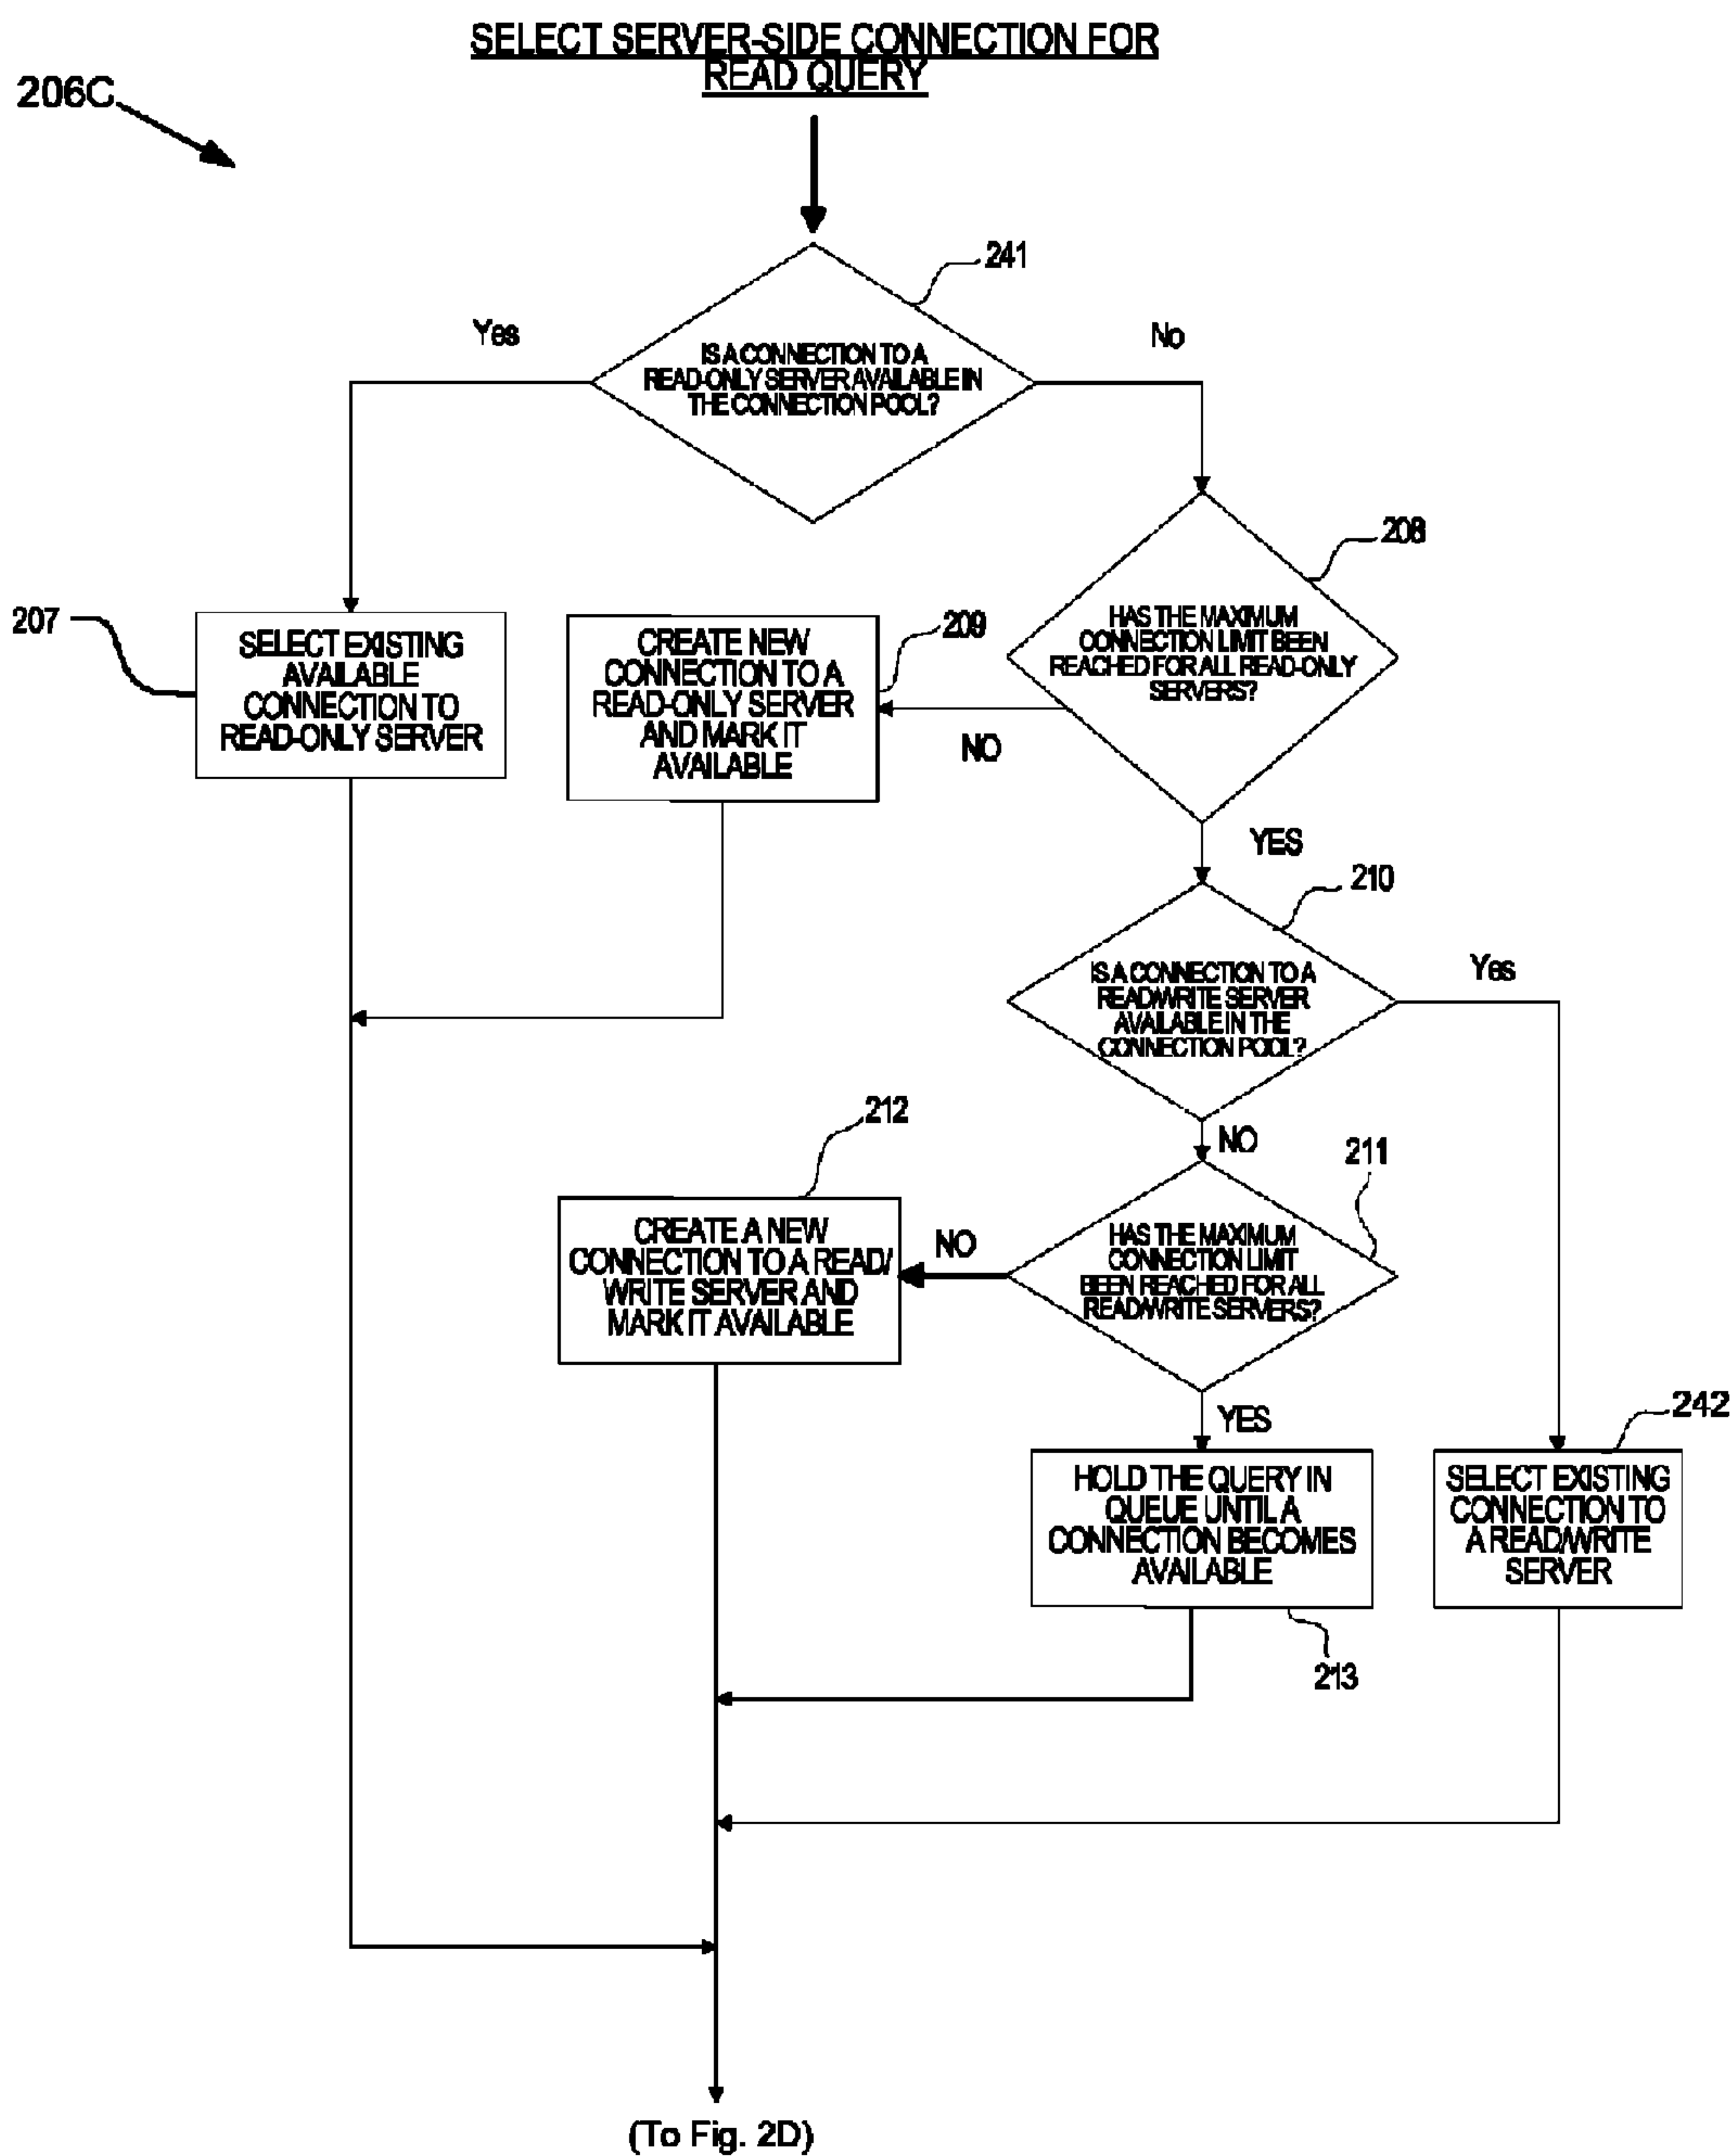 SELECT SERVER-SIDE CONNECTION FOR
READ QUERY
206C
241
Yes
No
IS A CONNECTION TO A
READ-ONLY SERVER AVAILABLE IN
THE CONNECTION POOL?
208
207
SELECT EXISTING
AVAILABLE
CONNECTION TO
READ-ONLY SERVER
209
CREATE NEW
CONNECTION TO A
READ-ONLY SERVER
AND MARK IT
AVAILABLE
HAS THE MAXIMUM
CONNECTION LIMIT BEEN
REACHED FOR ALL READ-ONLY
SERVERS?
NO
YES
210
IS A CONNECTION TO A
READ/WRITE SERVER
AVAILABLE IN THE
CONNECTION POOL?
Yes
NO
212
211
CREATE A NEW
CONNECTION TO A READ/
WRITE SERVER AND
MARK IT AVAILABLE
NO
HAS THE MAXIMUM
CONNECTION LIMIT
BEEN REACHED FOR ALL
READ/WRITE SERVERS?
YES
242
HOLD THE QUERY IN
QUEUE UNTIL A
CONNECTION BECOMES
AVAILABLE
SELECT EXISTING
CONNECTION TO
A READ/WRITE
SERVER
213
(To Fig. 2D)